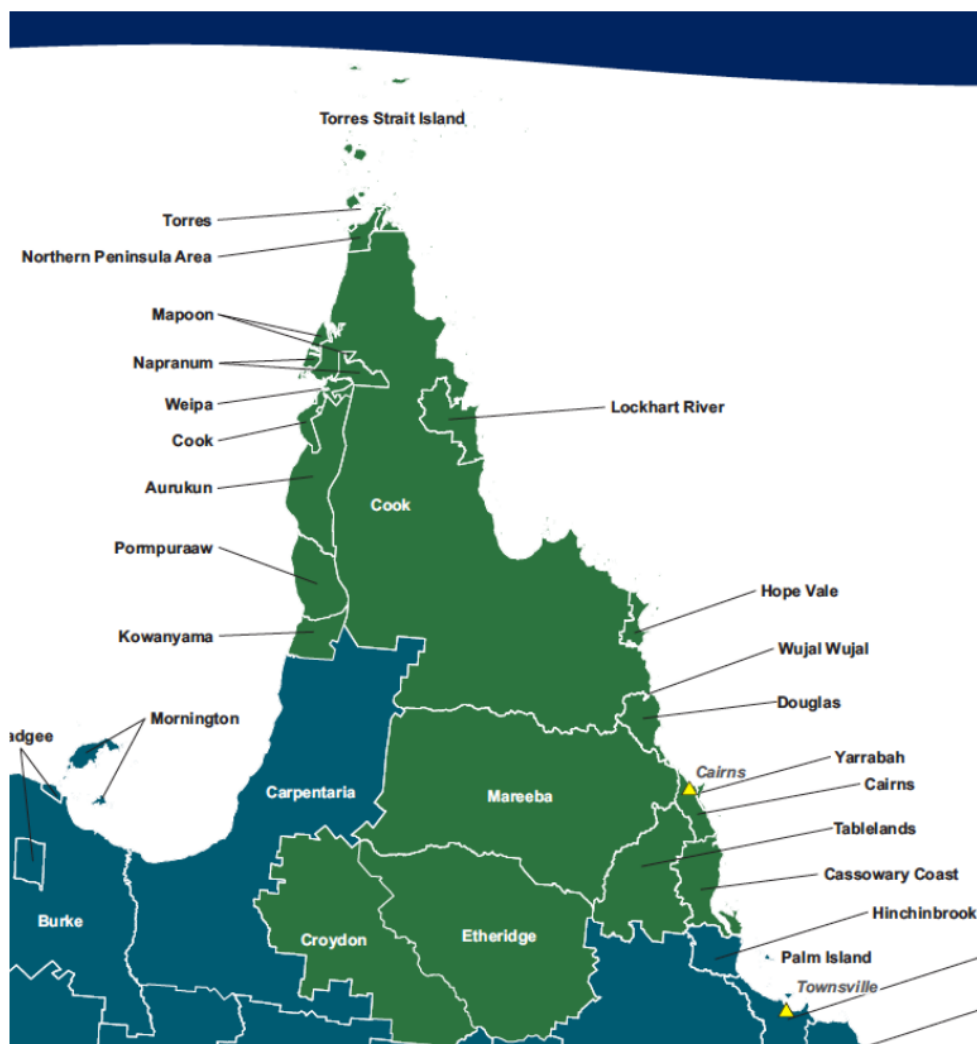 Torres Strait Island
Torres
Northern Peninsula Area
Mapoon
Napranum
Weipa
Lockhart River
Cook
Aurukun
Cook
Pormpuraaw
Hope Vale
Kowanyama
Wujal Wujal
Douglas
Mornington
adgee
Yarrabah
Cairns
Cairns
Carpentaria
Mareeba
Tablelands
Cassowary Coast
Hinchinbrook
Burke
Croydon
Etheridge
Palm Island
Townsville